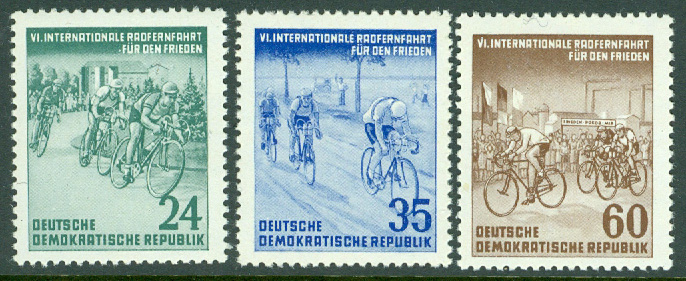 VI. INTERNATIONALE RADFERNFAHRT
FÜR DEN FRIEDEN
24
DEUTSCHE
DEMOKRATISCHE REPUBLIK
VI. INTERNATIONALE RADFERNFAHRT
FÜR DEN FRIEDEN
35
DEUTSCHE
DEMOKRATISCHE REPUBLIK
VI. INTERNATIONALE RADFERNFAHRT
FÜR DEN FRIEDEN
60
DEUTSCHE
DEMOKRATISCHE REPUBLIK